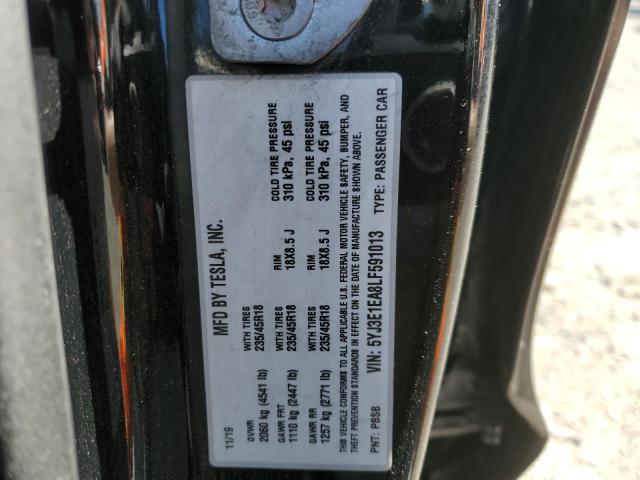 MFD BY TESLA, INC.
11/19
GVWR
2060 kg (4541 lb)
WITH TIRES
235/45R18
COLD TIRE PRESSURE
310 kPa, 45 psi
GAWR FRT
1110 kg (2447 lb)
WITH TIRES
235/45R18
RIM
18X8.5 J
GAWR RR
1257 kg (2771 lb)
WITH TIRES
235/45R18
RIM
18X8.5 J
COLD TIRE PRESSURE
310 kPa, 45 psi
THIS VEHICLE CONFORMS TO ALL APPLICABLE U.S. FEDERAL MOTOR VEHICLE SAFETY, BUMPER, AND
THEFT PREVENTION STANDARDS IN EFFECT ON THE DATE OF MANUFACTURE SHOWN ABOVE.
VIN: 5YJ3E1EA8LF591013
PNT: PBSB
TYPE: PASSENGER CAR